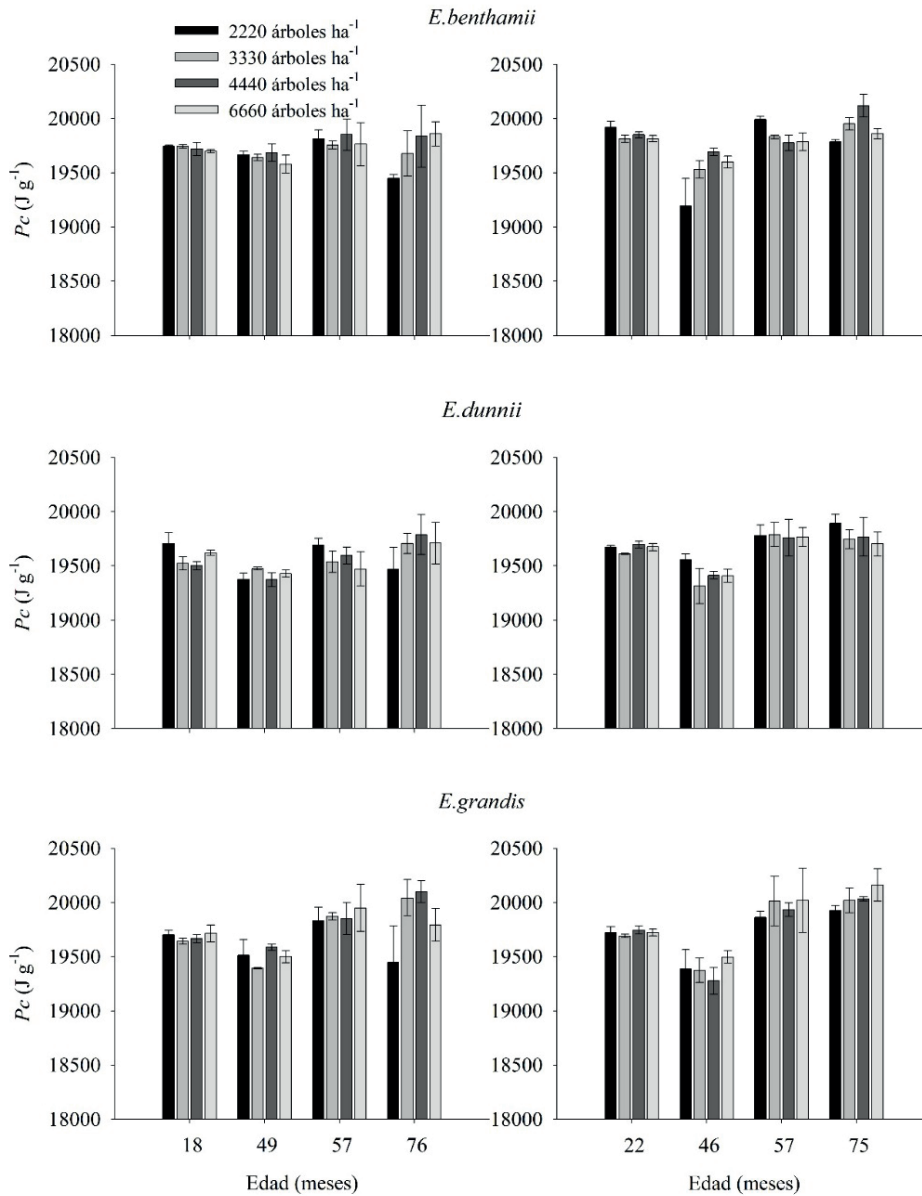 E.benthamii
2220 árboles ha⁻¹
3330 árboles ha⁻¹
4440 árboles ha⁻¹
6660 árboles ha⁻¹
20500
20000
19500
19000
18500
18000
Pc (J g⁻¹)
20500
20000
19500
19000
18500
18000
E.dunnii
20500
20000
19500
19000
18500
18000
Pc (J g⁻¹)
20500
20000
19500
19000
18500
18000
E.grandis
20500
20000
19500
19000
18500
18000
Pc (J g⁻¹)
20500
20000
19500
19000
18500
18000
18 49 57 76
22 46 57 75
Edad (meses)
Edad (meses)